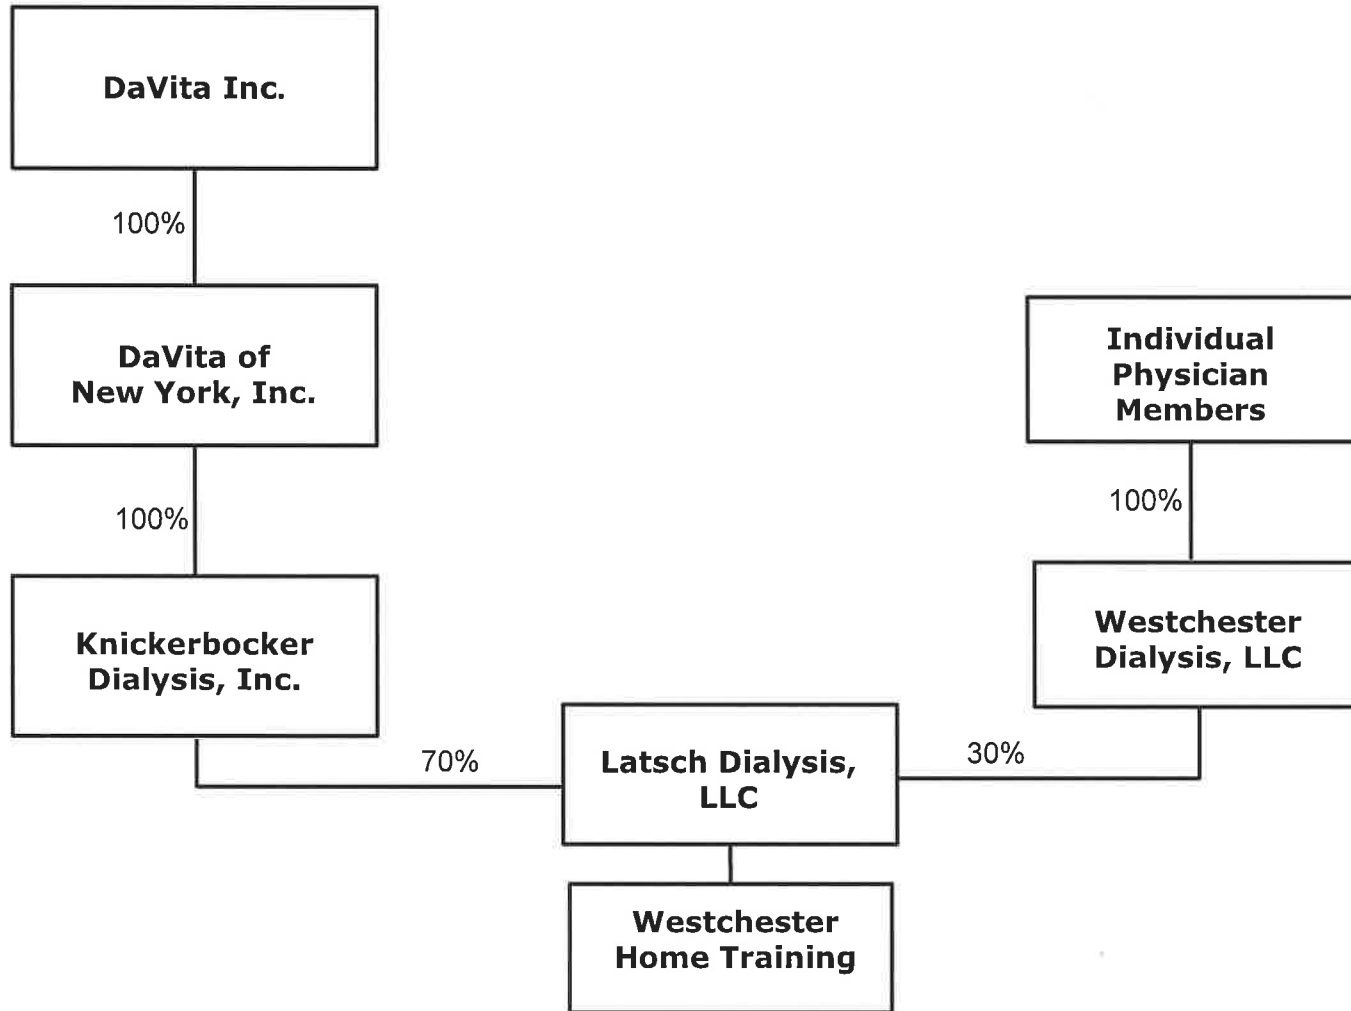 DaVita Inc.
100%
DaVita of
New York, Inc.
100%
Knickerbocker
Dialysis, Inc.
Individual
Physician
Members
100%
Westchester
Dialysis, LLC
70%
Latsch Dialysis,
LLC
30%
Westchester
Home Training